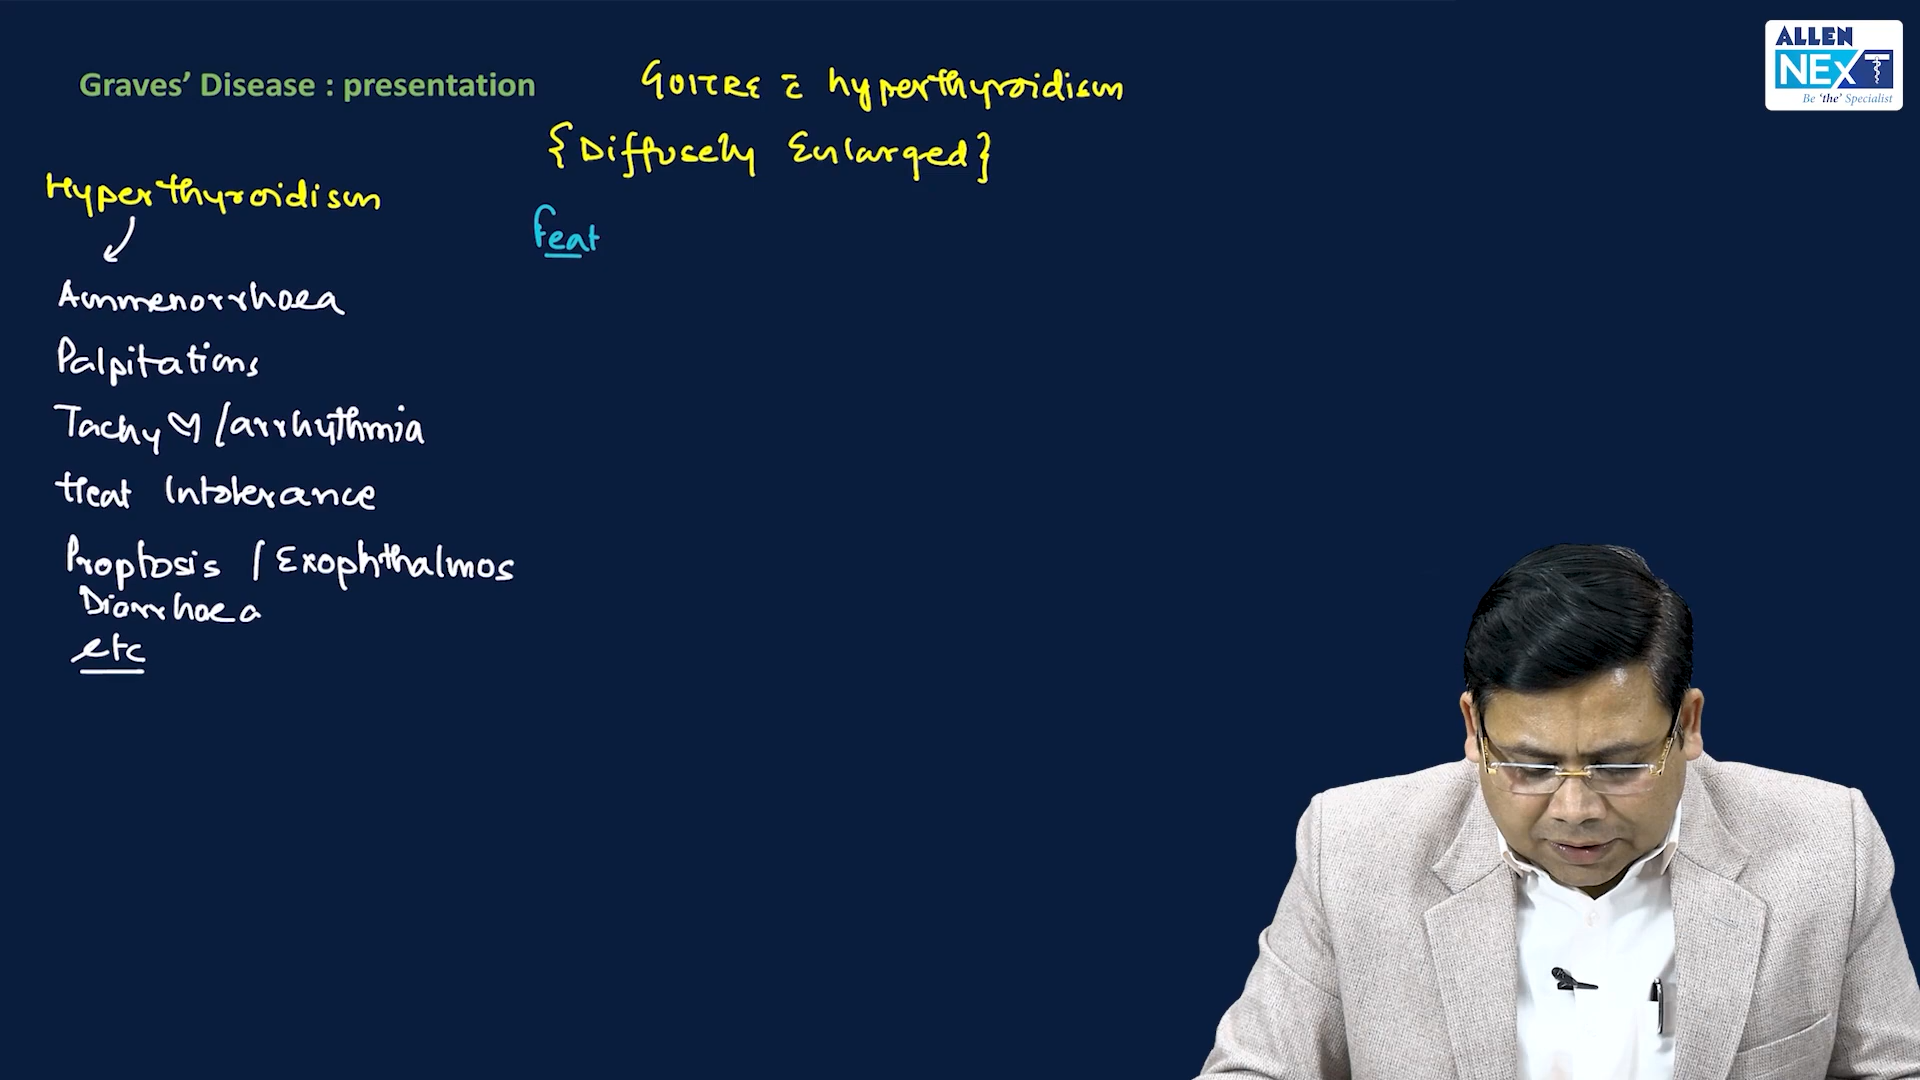 ALLEN
NEXT
Be 'the' Specialist
Graves' Disease : presentation
GOITRE c̄ hyperthyroidism
{Diffusely Enlarged}
Hyperthyroidism
Feat
Ammenorrhoea
Palpitations
Tachy♡/arrhythmia
Heat Intolerance
Proptosis / Exophthalmos
Diarrhoea
etc